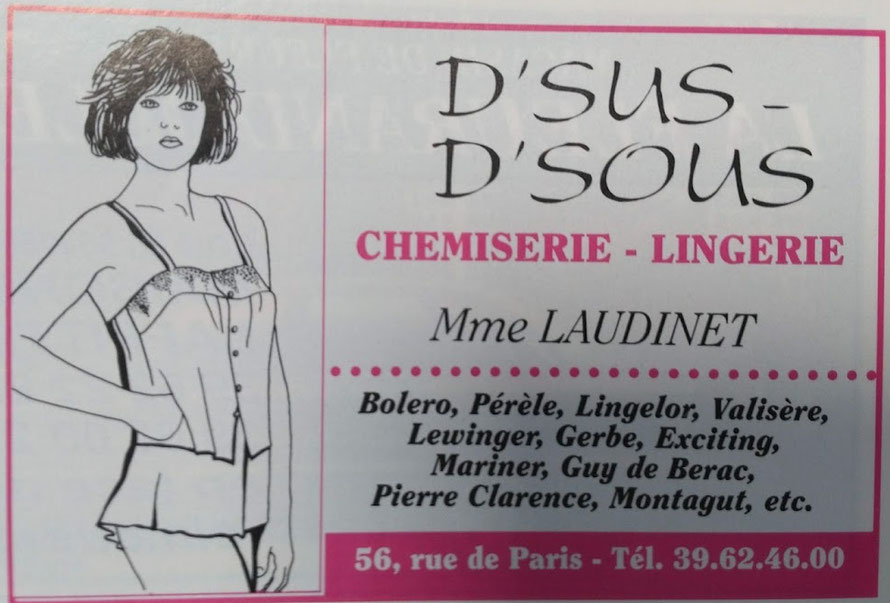 D'SUS -
D'SOUS
CHEMISERIE - LINGERIE
Mme LAUDINET
Bolero, Pérèle, Lingelor, Valisère,
Lewinger, Gerbe, Exciting,
Mariner, Guy de Berac,
Pierre Clarence, Montagut, etc.
56, rue de Paris - Tél. 39.62.46.00